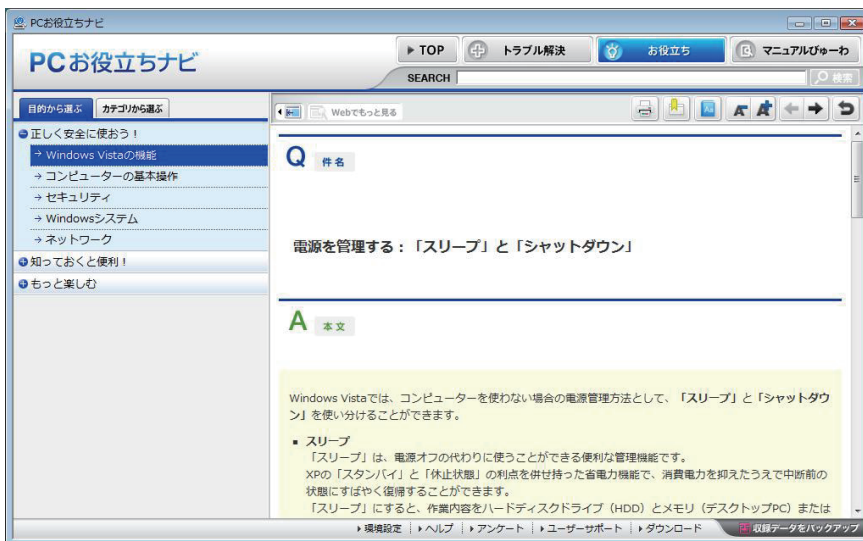 PCお役立ちナビ
PCお役立ちナビ
TOP
トラブル解決
お役立ち
マニュアルびゅーわ
SEARCH
検索
目的から選ぶ
カテゴリから選ぶ
Webでもっと見る
正しく安全に使おう！
→ Windows Vistaの機能
→ コンピューターの基本操作
→ セキュリティ
→ Windowsシステム
→ ネットワーク
知っておくと便利！
もっと楽しむ
Q 件名
電源を管理する：「スリープ」と「シャットダウン」
A 本文
Windows Vistaでは、コンピューターを使わない場合の電源管理方法として、「スリープ」と「シャットダウ
ン」を使い分けることができます。
■ スリープ
「スリープ」は、電源オフの代わりに使うことができる便利な管理機能です。
XPの「スタンバイ」と「休止状態」の利点を併せ持った省電力機能で、消費電力を抑えたうえで中断前の
状態にすばやく復帰することができます。
「スリープ」にすると、作業内容をハードディスクドライブ（HDD）とメモリ（デスクトップPC）または
環境設定
ヘルプ
アンケート
ユーザーサポート
ダウンロード
収録データをバックアップ